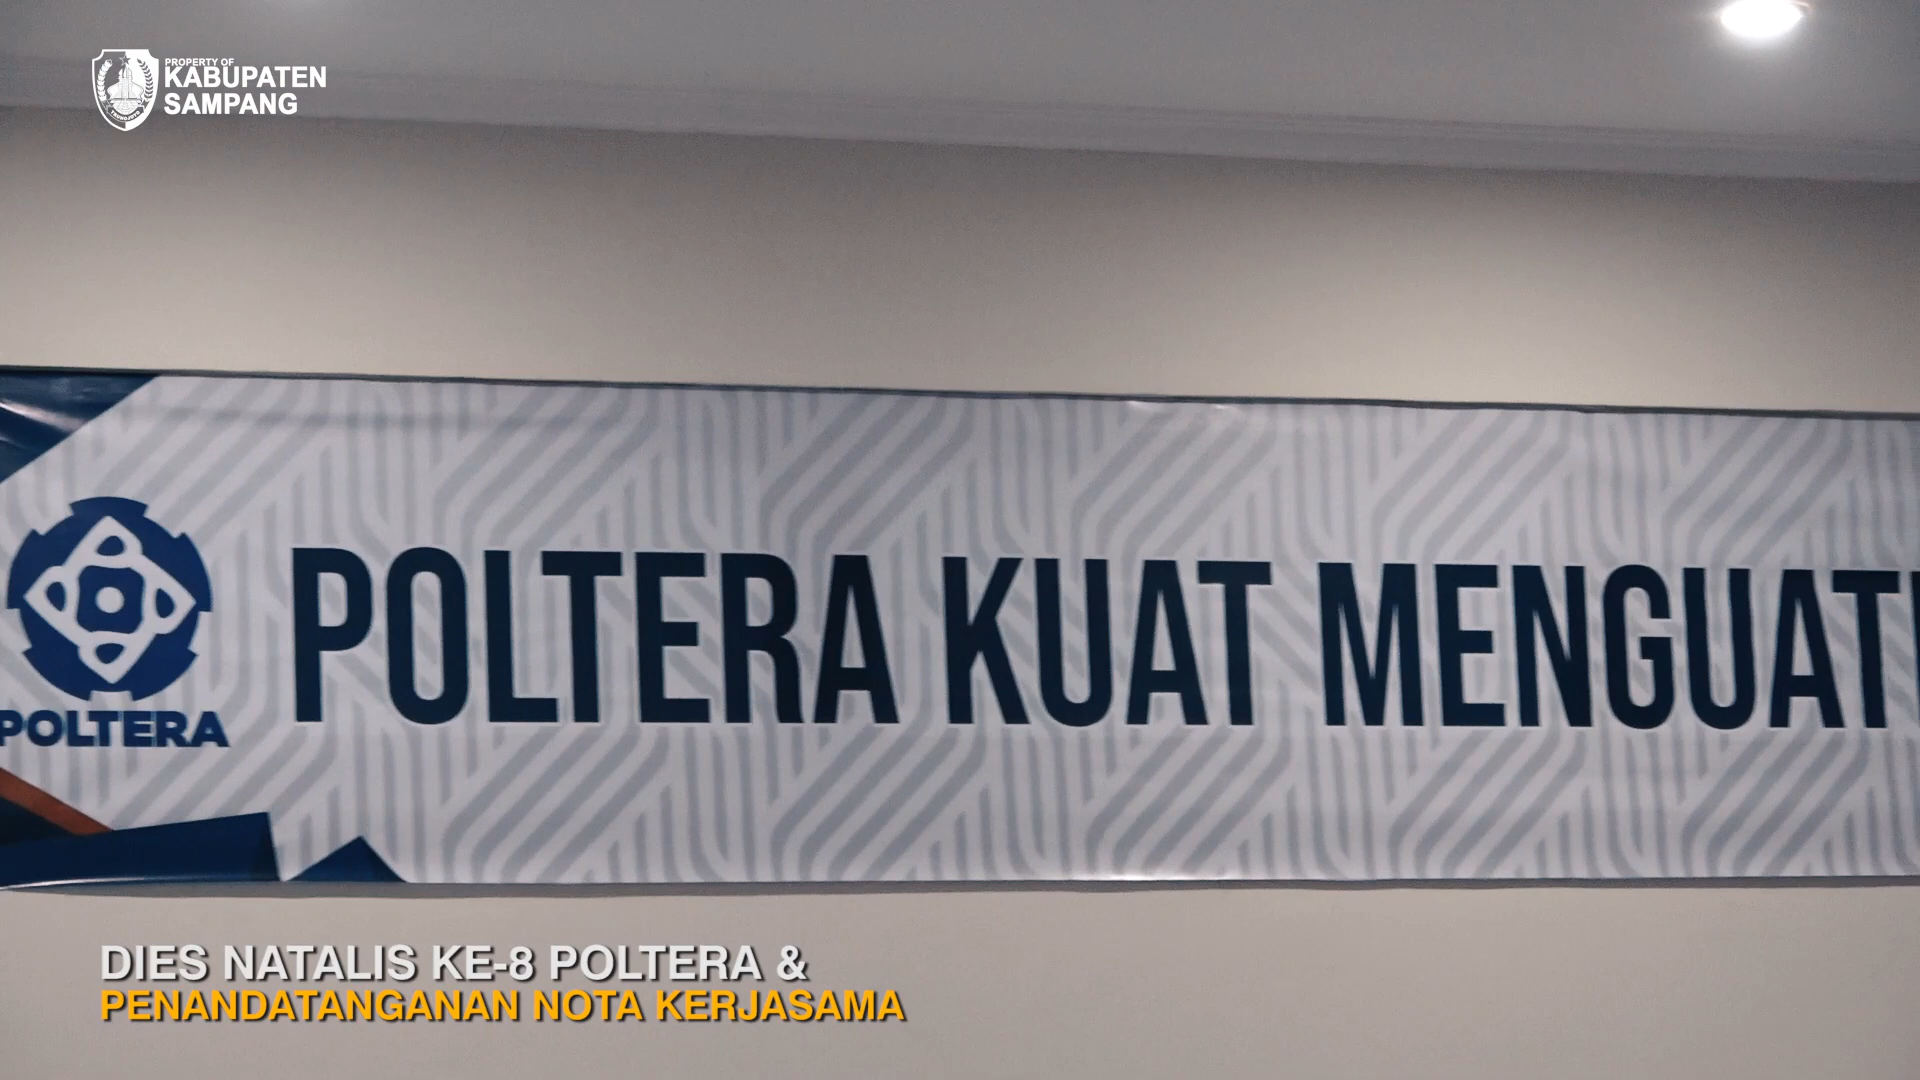 PROPERTY OF
KABUPATEN
SAMPANG
POLTERA
POLTERA KUAT MENGUAT
DIES NATALIS KE-8 POLTERA &
PENANDATANGANAN NOTA KERJASAMA